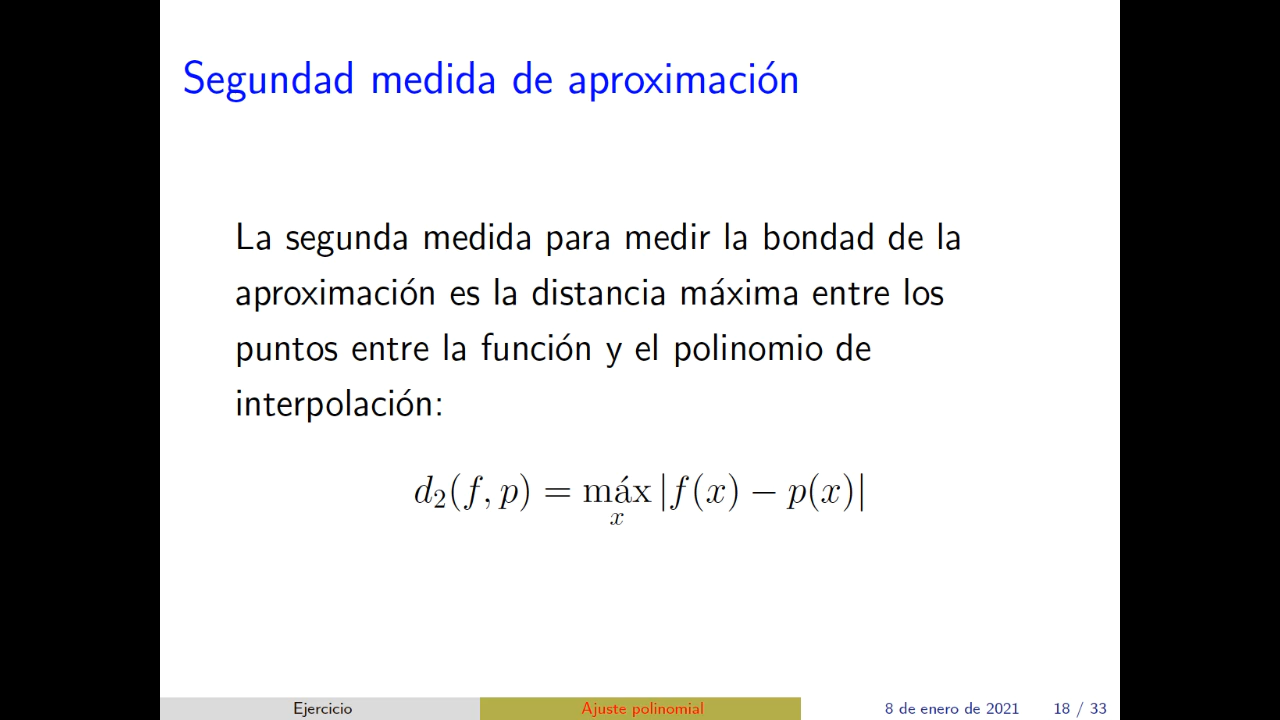 Segundad medida de aproximación
La segunda medida para medir la bondad de la
aproximación es la distancia máxima entre los
puntos entre la función y el polinomio de
interpolación:
d₂(f, p) = máx |f(x) − p(x)|
x
Ejercicio Ajuste polinomial 8 de enero de 2021 18 / 33